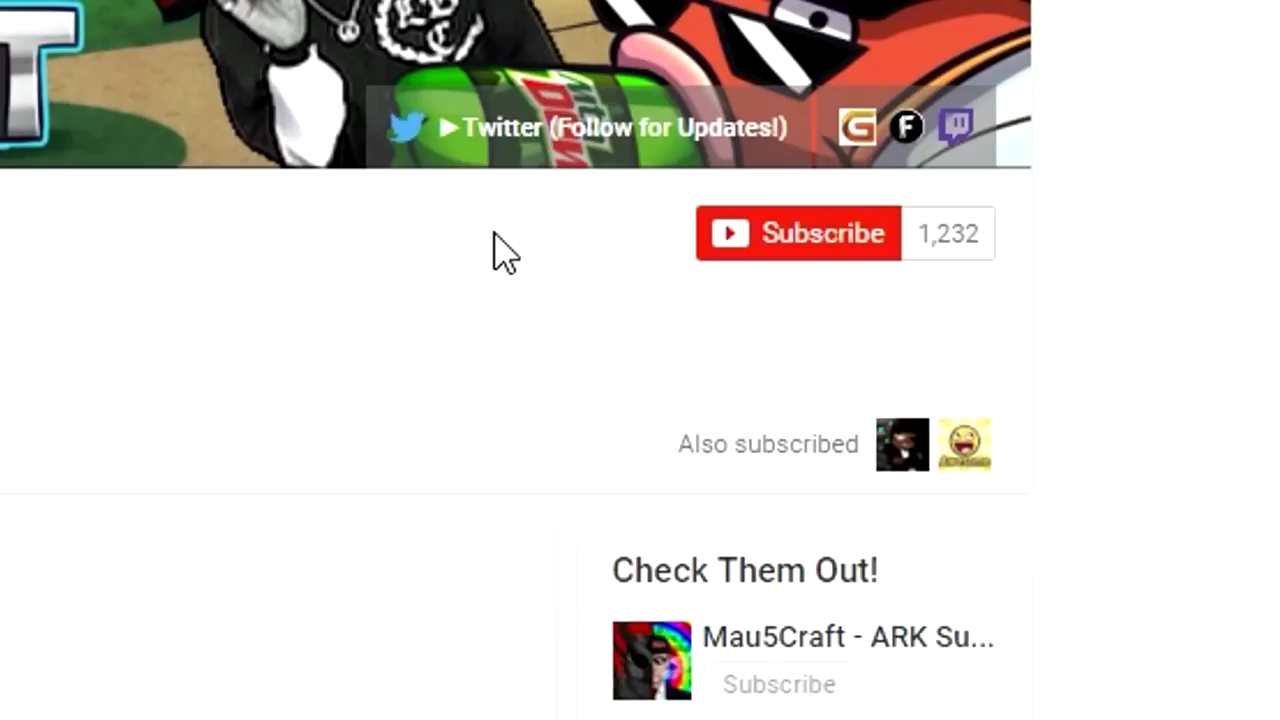 T
▶Twitter (Follow for Updates!)
Subscribe 1,232
Also subscribed
Check Them Out!
Mau5Craft - ARK Su...
Subscribe